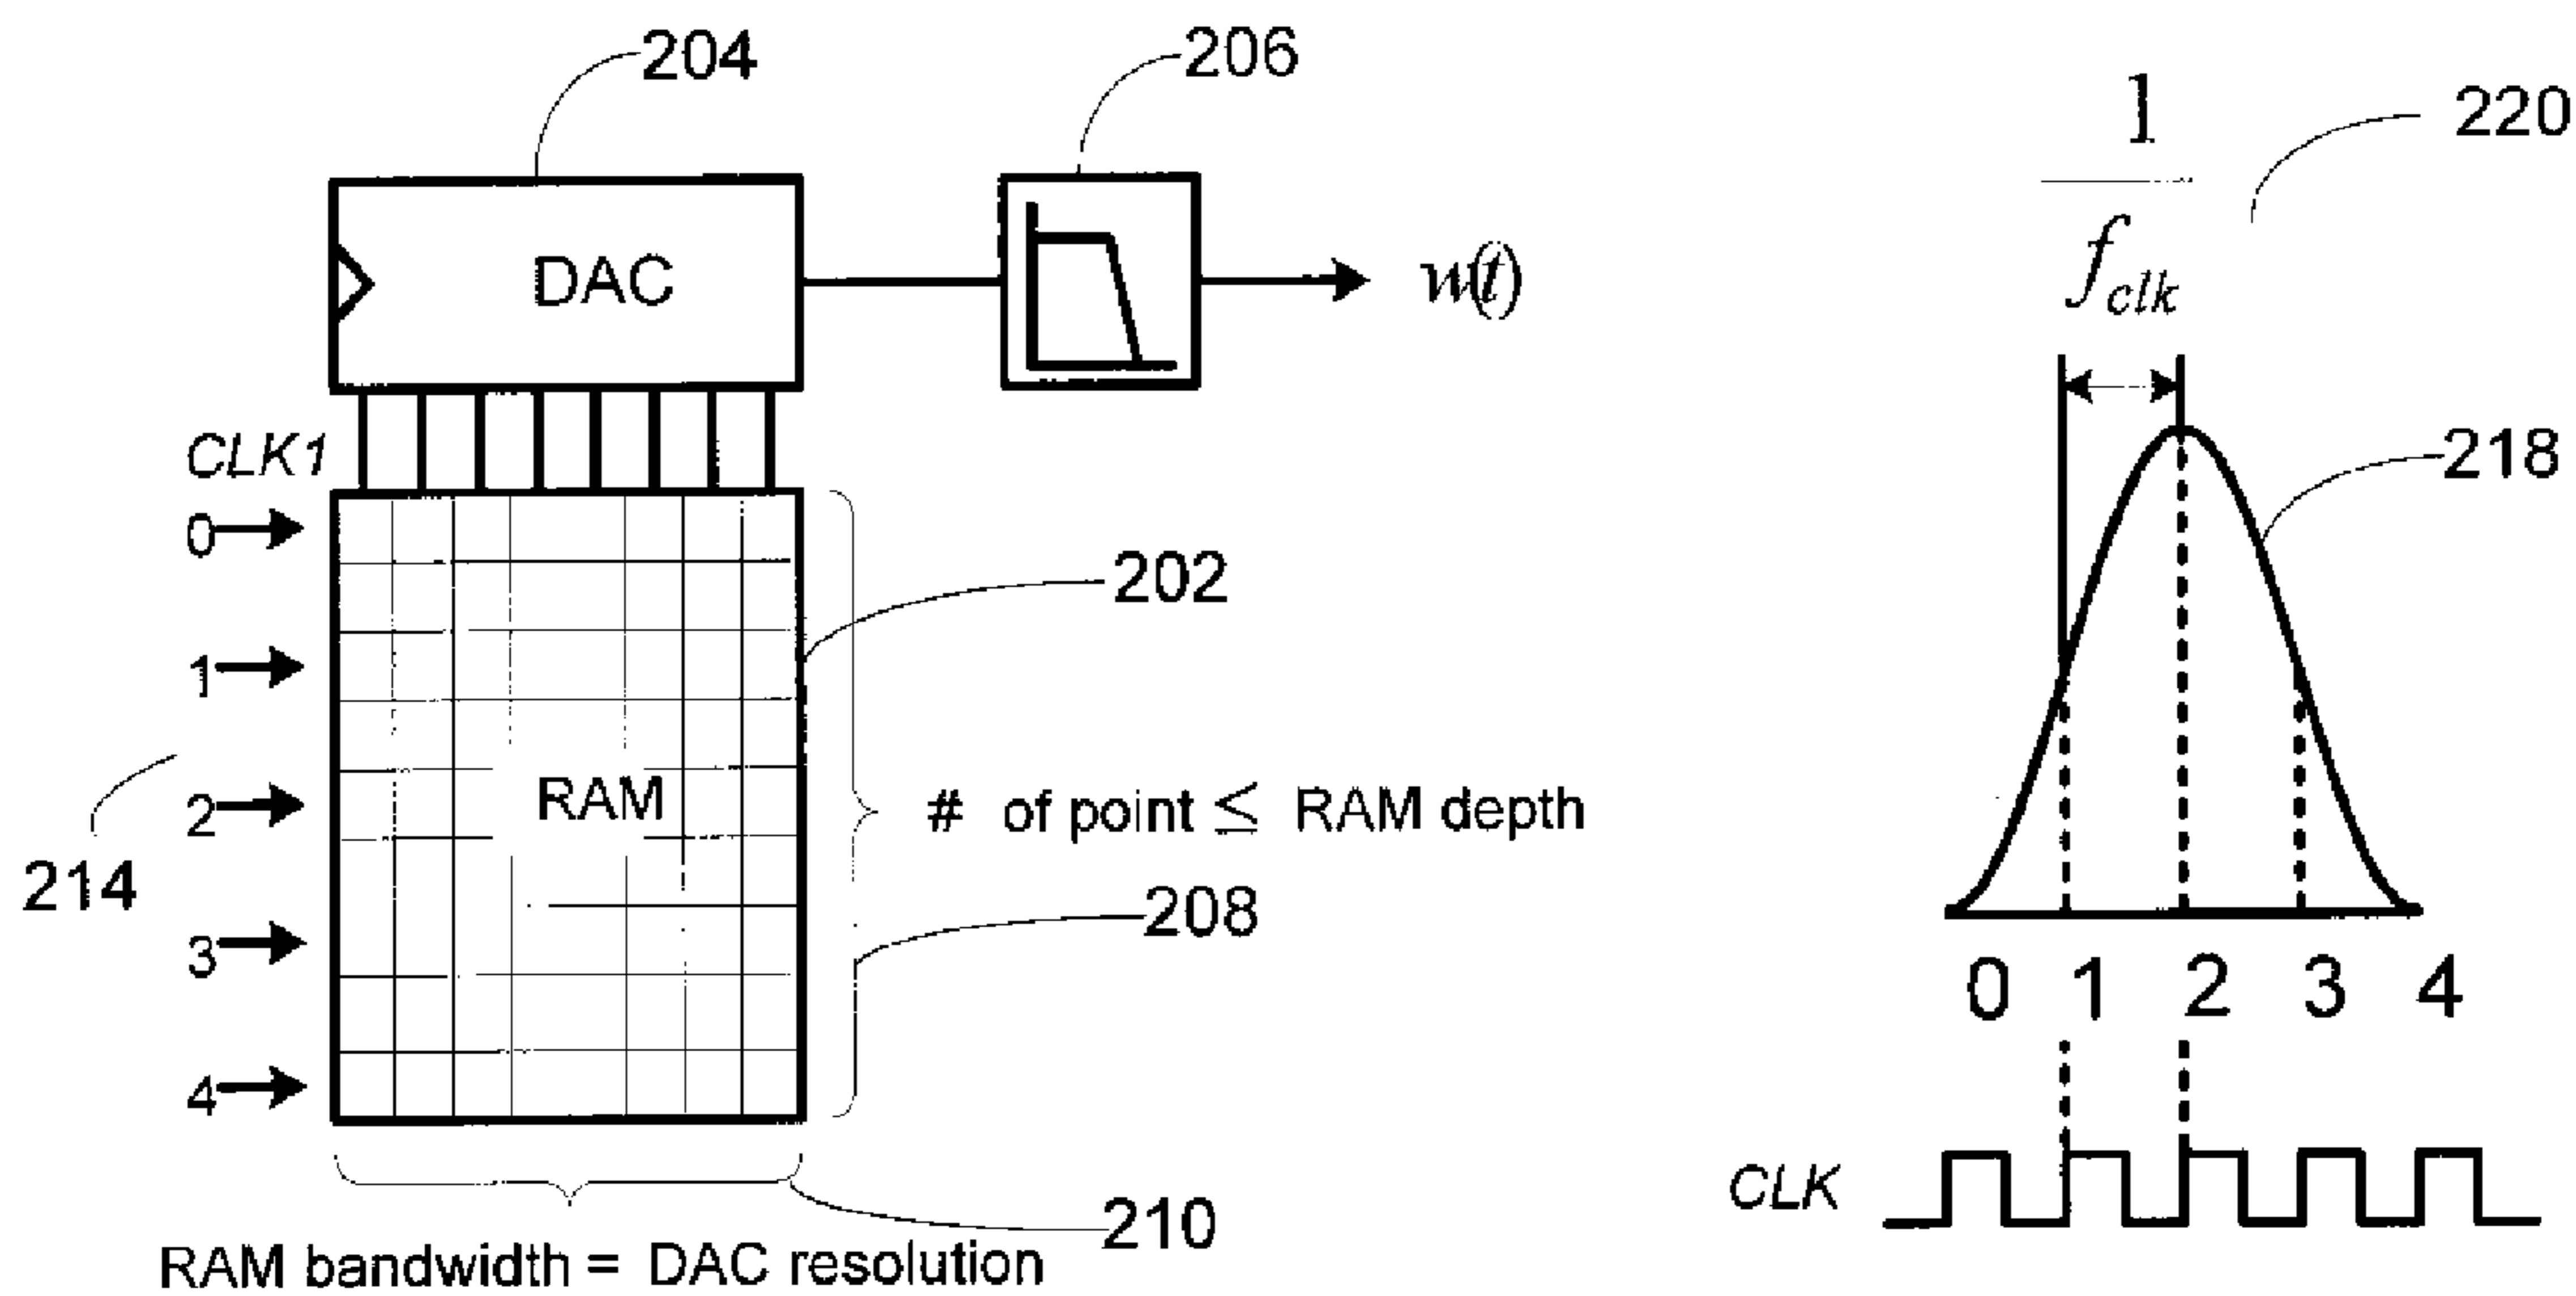 204
206
1
220
f clk
DAC
w(t)
CLK1
218
0
202
1
RAM
2
# of point ≤ RAM depth
214
208
3
0 1 2 3 4
4
CLK
210
RAM bandwidth = DAC resolution